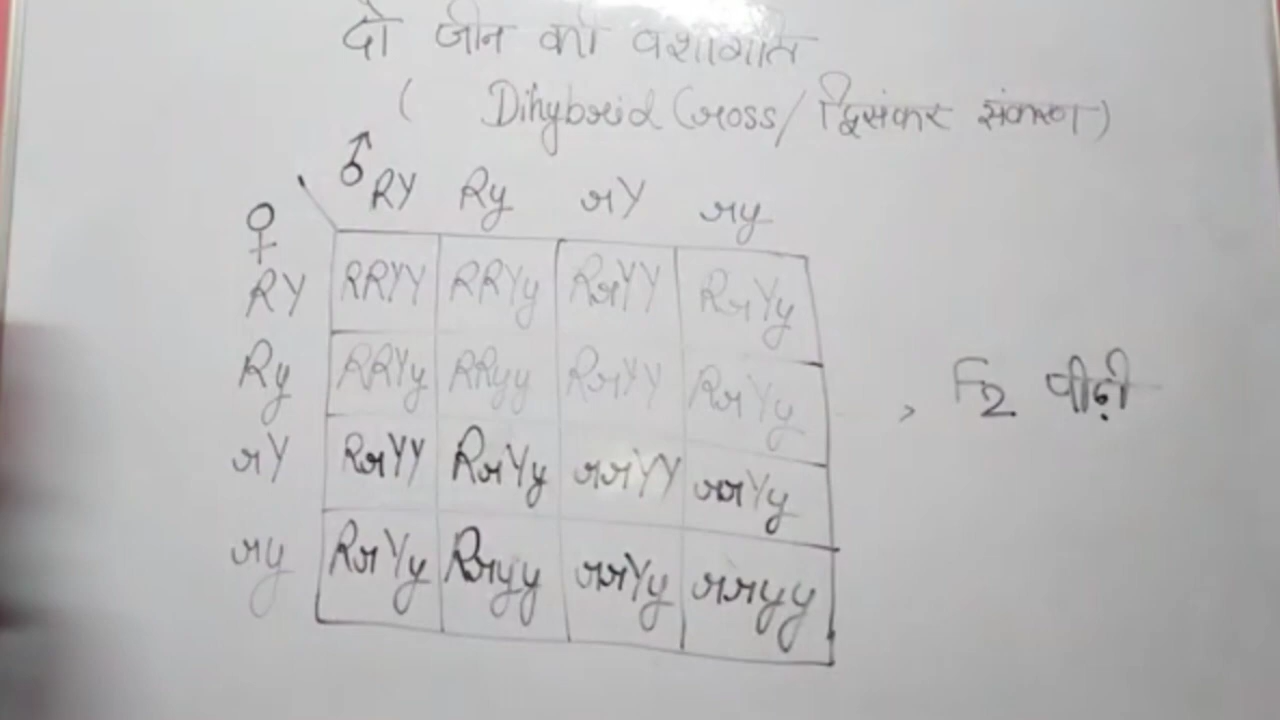 दो जीन की वंशागति
( Dihybrid Cross/ द्विसंकर संकरण)
♂ RY Ry rY ry
♀
RY RRYY RRYy RrYY RrYy
Ry RRYy RRyy RrYY RrYy
rY RrYY RrYy rrYY rrYy
ry RrYy Rryy rrYy rryy
, F2 पीढ़ी